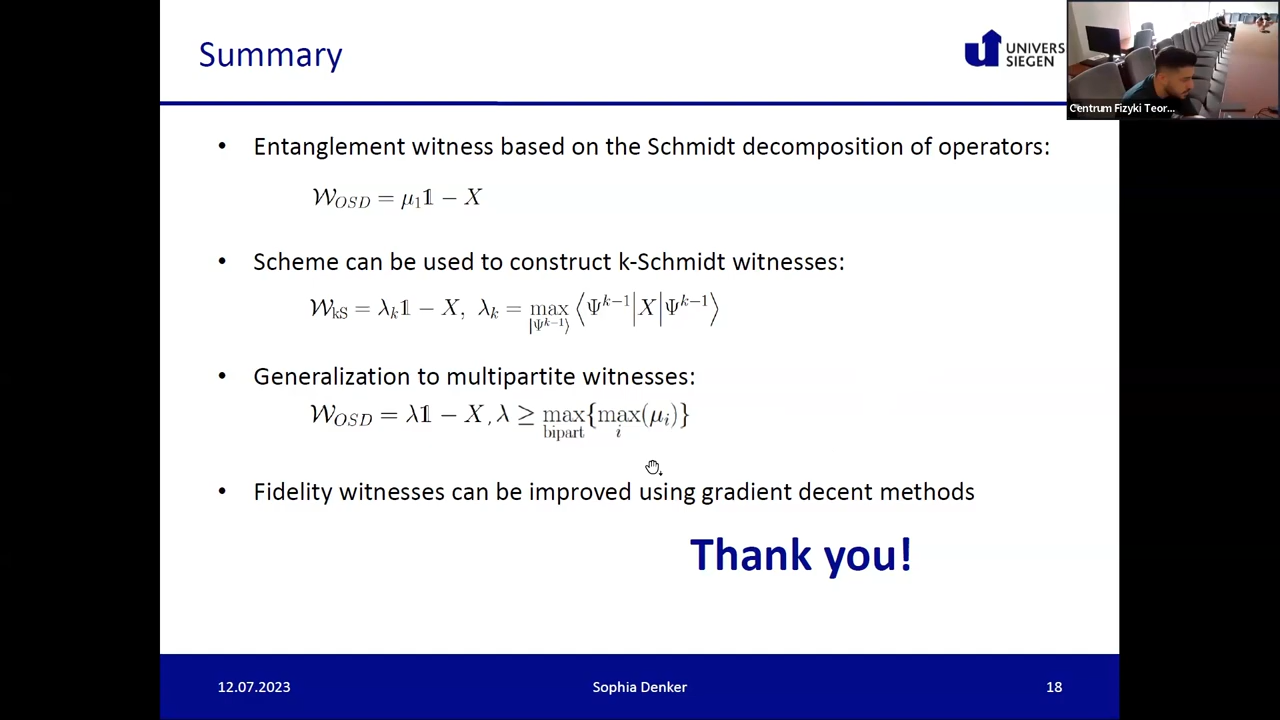 Summary
UNIVERS
SIEGEN
Centrum Fizyki Teor...
• Entanglement witness based on the Schmidt decomposition of operators:
𝒲_OSD = μ₁𝟙 − X
• Scheme can be used to construct k-Schmidt witnesses:
𝒲_kS = λ_k𝟙 − X, λ_k = max_{|Ψ^{k−1}⟩} ⟨Ψ^{k−1}|X|Ψ^{k−1}⟩
• Generalization to multipartite witnesses:
𝒲_OSD = λ𝟙 − X, λ ≥ max_{bipart}{max_i(μ_i)}
• Fidelity witnesses can be improved using gradient decent methods
Thank you!
12.07.2023 Sophia Denker 18